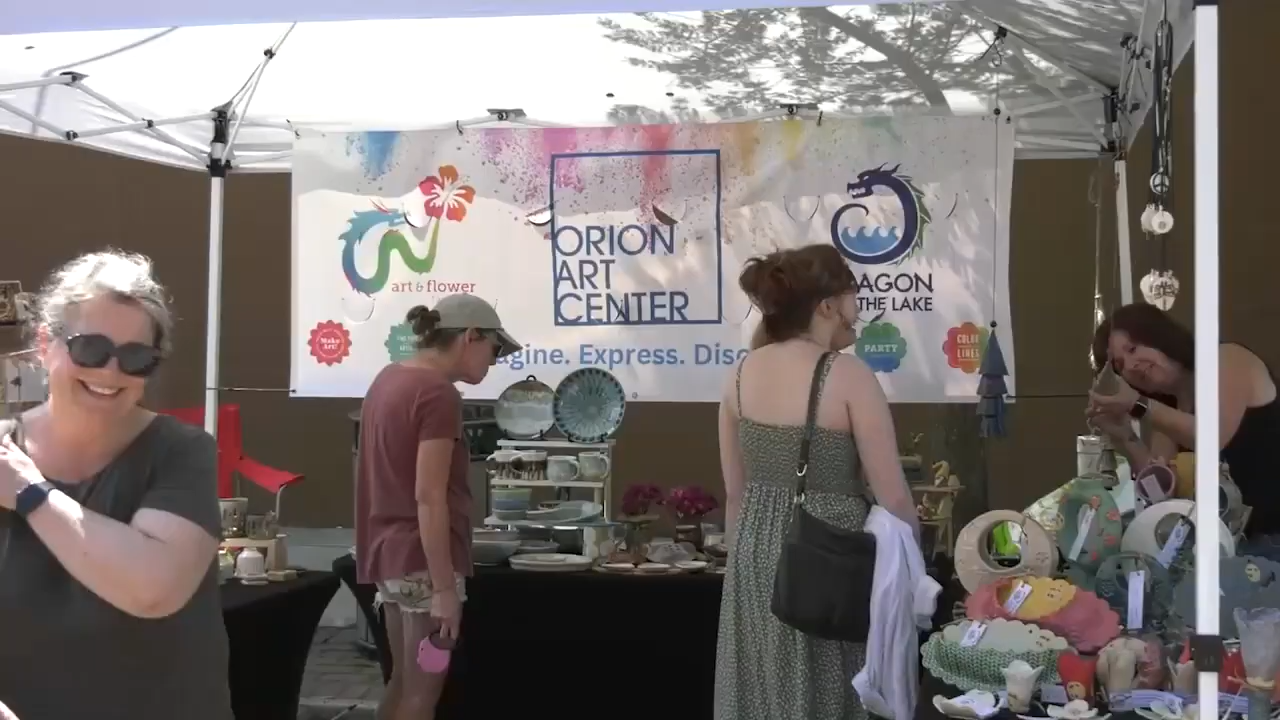 art & flower
Make
Art!
ORION
ART
CENTER
AGON
THE LAKE
agine. Express. Disc
PARTY
COLOR
LINES